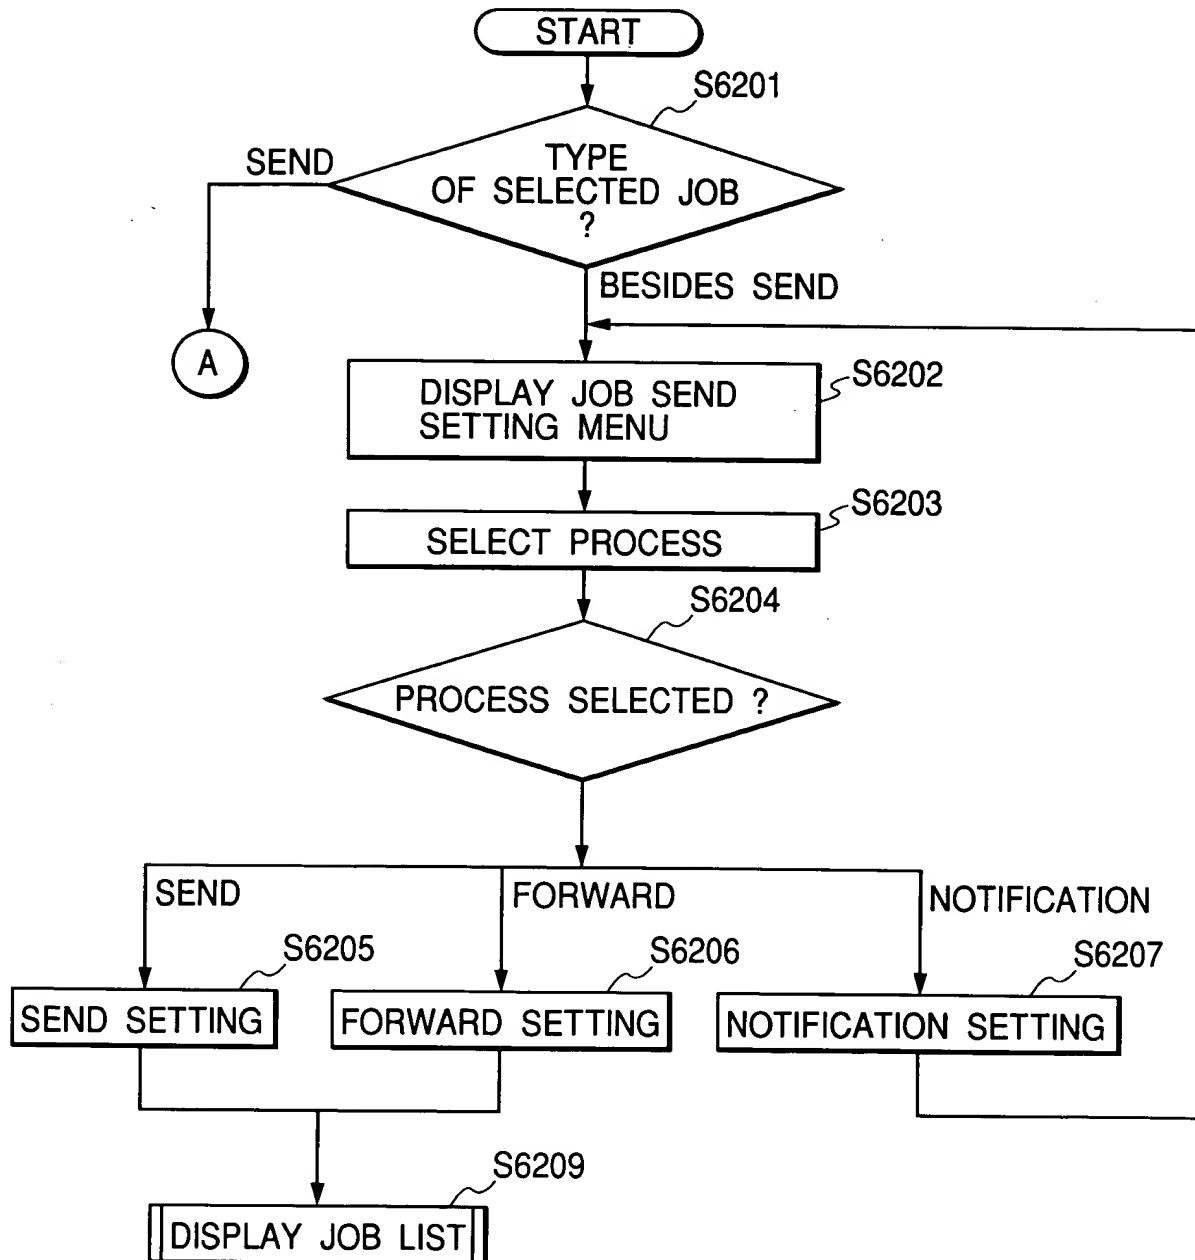 START
S6201
SEND
TYPE
OF SELECTED JOB
?
BESIDES SEND
A
S6202
DISPLAY JOB SEND
SETTING MENU
S6203
SELECT PROCESS
S6204
PROCESS SELECTED ?
SEND
FORWARD
NOTIFICATION
S6205
S6206
S6207
SEND SETTING
FORWARD SETTING
NOTIFICATION SETTING
S6209
DISPLAY JOB LIST